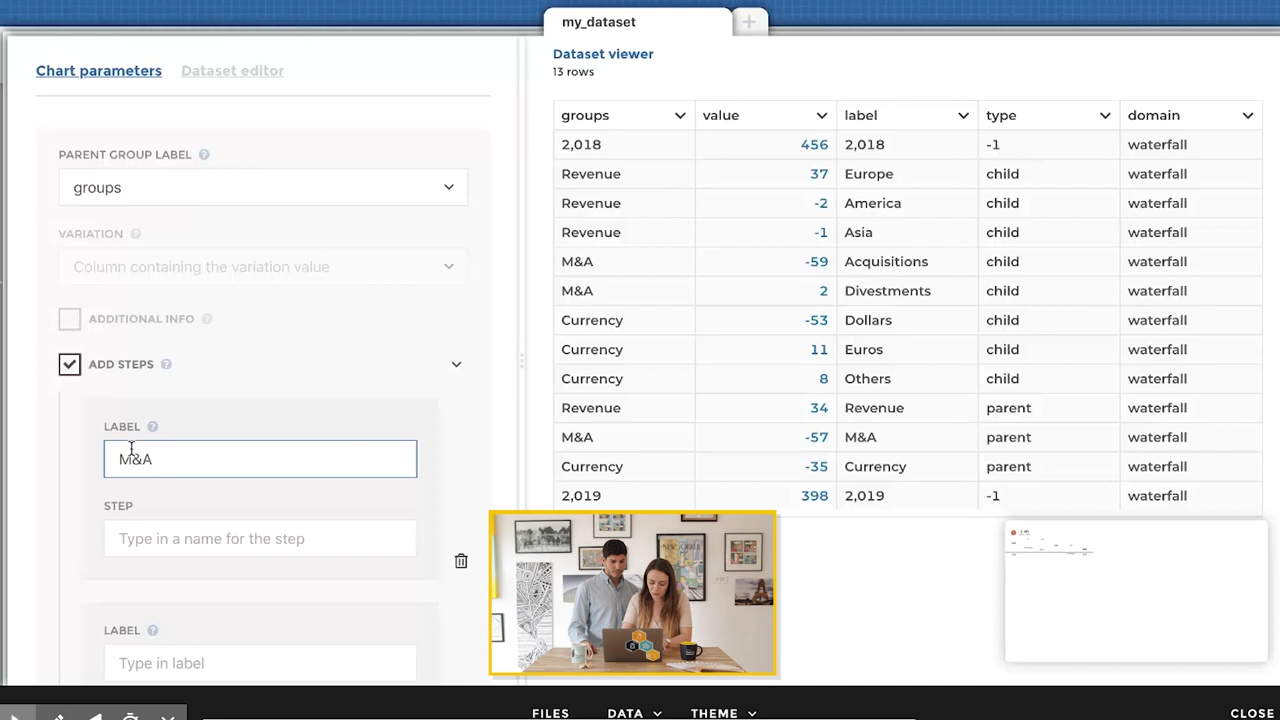 my_dataset
Chart parameters Dataset editor
PARENT GROUP LABEL ?
groups
VARIATION ?
Column containing the variation value
ADDITIONAL INFO ?
ADD STEPS ?
LABEL ?
M&A
STEP
Type in a name for the step
LABEL ?
Type in label
Dataset viewer
13 rows
groups value label type domain
2,018 456 2,018 -1 waterfall
Revenue 37 Europe child waterfall
Revenue -2 America child waterfall
Revenue -1 Asia child waterfall
M&A -59 Acquisitions child waterfall
M&A 2 Divestments child waterfall
Currency -53 Dollars child waterfall
Currency 11 Euros child waterfall
Currency 8 Others child waterfall
Revenue 34 Revenue parent waterfall
M&A -57 M&A parent waterfall
Currency -35 Currency parent waterfall
2,019 398 2,019 -1 waterfall
FILES DATA THEME CLOSE